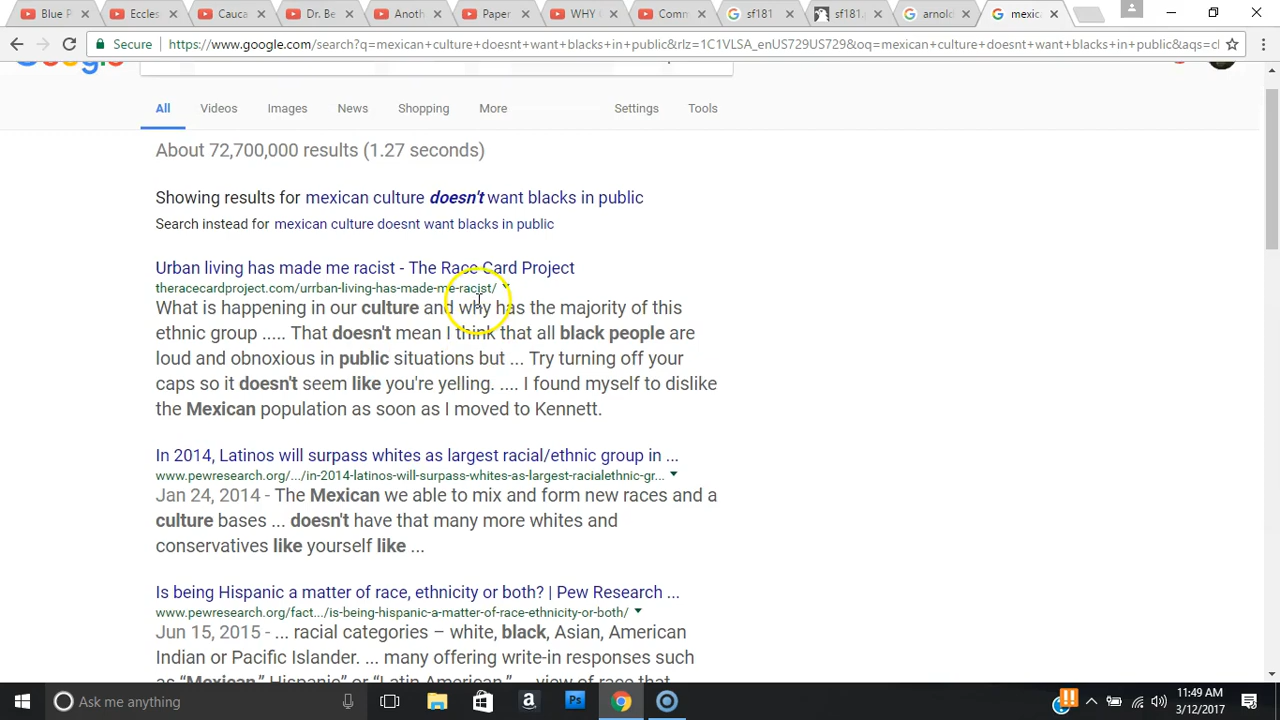 Blue P
Eccles
Cauca
Dr. Be
Anoth
Paper
WHY
Comm
sf181
sf181.
arnold
mexic
Secure
https://www.google.com/search?q=mexican+culture+doesnt+want+blacks+in+public&rlz=1C1VLSA_enUS729US729&oq=mexican+culture+doesnt+want+blacks+in+public&aqs=cl
Google
All Videos Images News Shopping More Settings Tools
About 72,700,000 results (1.27 seconds)
Showing results for mexican culture doesn't want blacks in public
Search instead for mexican culture doesnt want blacks in public
Urban living has made me racist - The Race Card Project
theracecardproject.com/urrban-living-has-made-me-racist/
What is happening in our culture and why has the majority of this
ethnic group ..... That doesn't mean I think that all black people are
loud and obnoxious in public situations but ... Try turning off your
caps so it doesn't seem like you're yelling. .... I found myself to dislike
the Mexican population as soon as I moved to Kennett.
In 2014, Latinos will surpass whites as largest racial/ethnic group in ...
www.pewresearch.org/.../in-2014-latinos-will-surpass-whites-as-largest-racialethnic-gr...
Jan 24, 2014 - The Mexican we able to mix and form new races and a
culture bases ... doesn't have that many more whites and
conservatives like yourself like ...
Is being Hispanic a matter of race, ethnicity or both? | Pew Research ...
www.pewresearch.org/fact.../is-being-hispanic-a-matter-of-race-ethnicity-or-both/
Jun 15, 2015 - ... racial categories – white, black, Asian, American
Indian or Pacific Islander. ... many offering write-in responses such
as “Mexican,” Hispanic” or “Latin American.” ... view of race that
Ask me anything
11:49 AM
3/12/2017